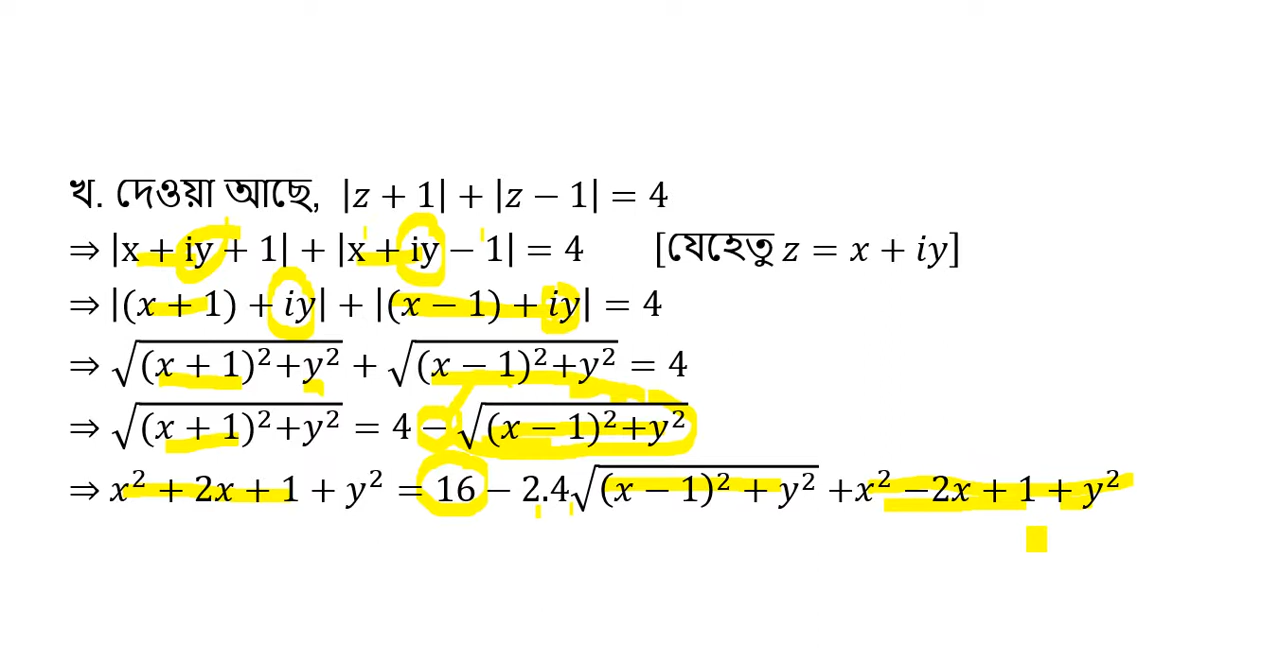 খ. দেওয়া আছে, |z + 1| + |z − 1| = 4
⇒ |x + iy + 1| + |x + iy − 1| = 4 [যেহেতু z = x + iy]
⇒ |(x + 1) + iy| + |(x − 1) + iy| = 4
⇒ √((x + 1)²+y²) + √((x − 1)²+y²) = 4
⇒ √((x + 1)²+y²) = 4 − √((x − 1)²+y²)
⇒ x² + 2x + 1 + y² = 16 − 2.4√((x − 1)² + y²) +x² −2x + 1 + y²